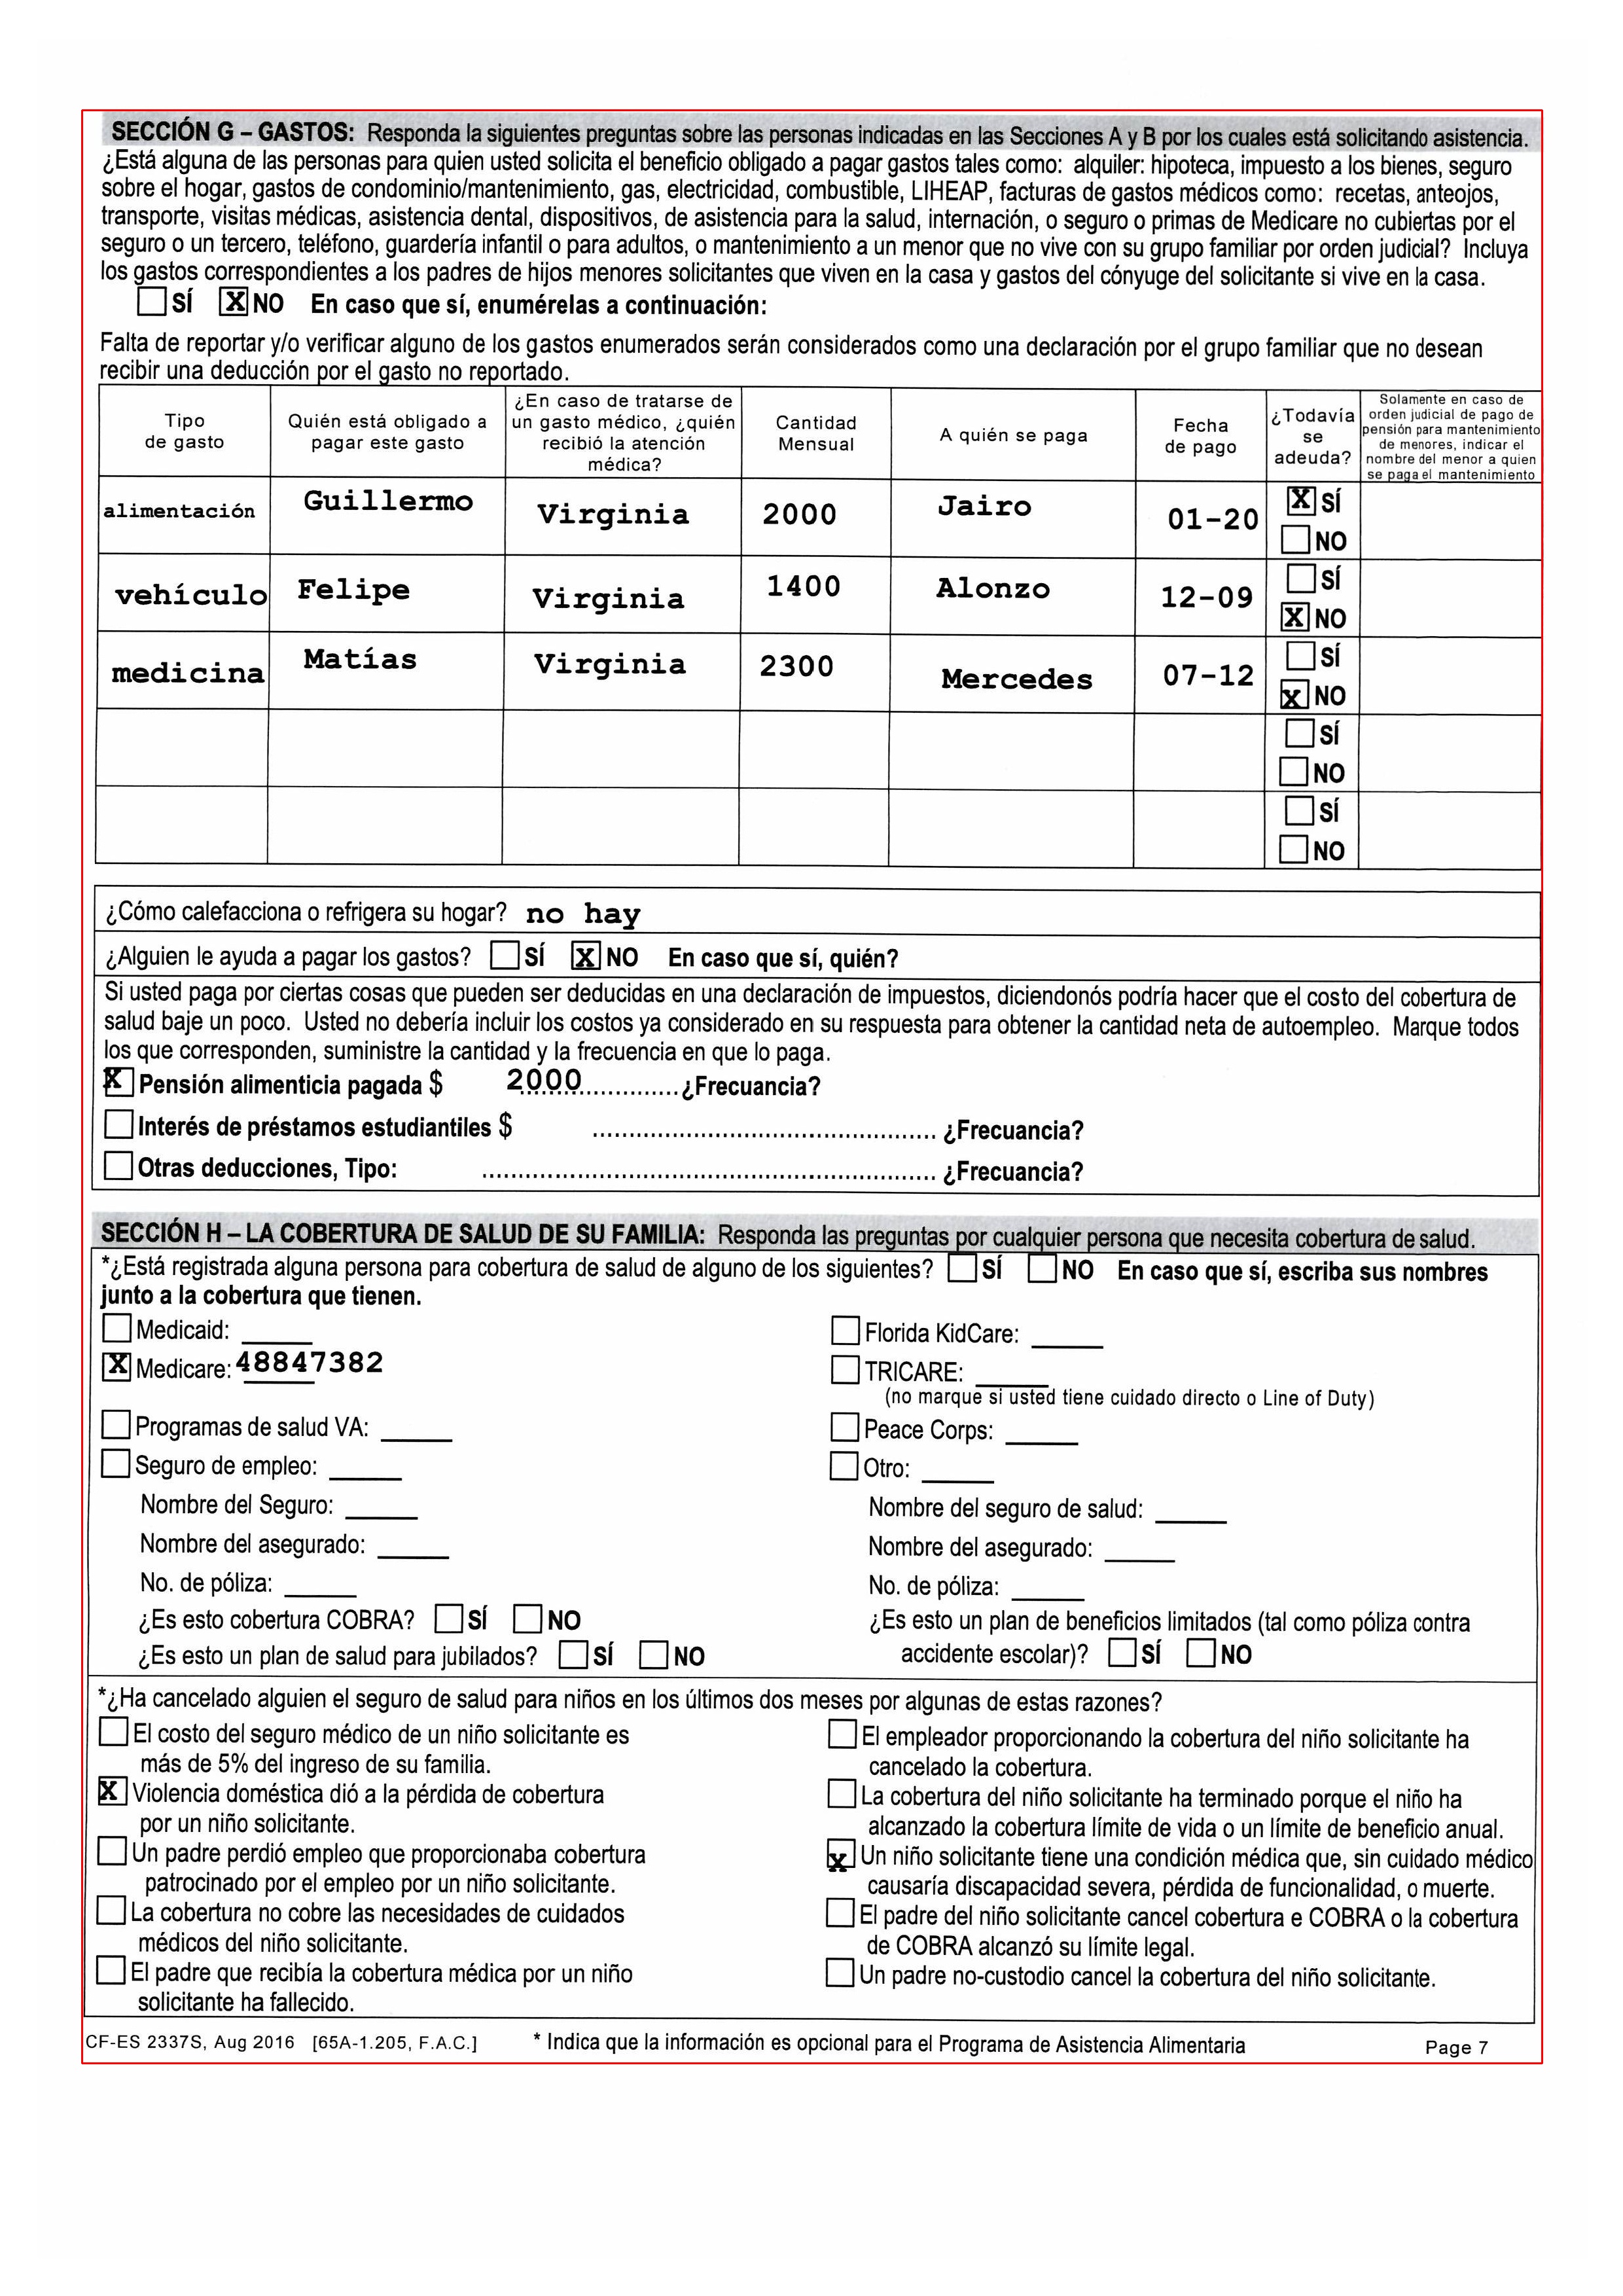 SECCIÓN G – GASTOS: Responda la siguientes preguntas sobre las personas indicadas en las Secciones A y B por los cuales está solicitando asistencia.
¿Está alguna de las personas para quien usted solicita el beneficio obligado a pagar gastos tales como: alquiler: hipoteca, impuesto a los bienes, seguro
sobre el hogar, gastos de condominio/mantenimiento, gas, electricidad, combustible, LIHEAP, facturas de gastos médicos como: recetas, anteojos,
transporte, visitas médicas, asistencia dental, dispositivos, de asistencia para la salud, internación, o seguro o primas de Medicare no cubiertas por el
seguro o un tercero, teléfono, guardería infantil o para adultos, o mantenimiento a un menor que no vive con su grupo familiar por orden judicial? Incluya
los gastos correspondientes a los padres de hijos menores solicitantes que viven en la casa y gastos del cónyuge del solicitante si vive en la casa.
☐ SÍ ☒ NO En caso que sí, enumérelas a continuación:
Falta de reportar y/o verificar alguno de los gastos enumerados serán considerados como una declaración por el grupo familiar que no desean
recibir una deducción por el gasto no reportado.
Tipo
de gasto
Quién está obligado a
pagar este gasto
¿En caso de tratarse de
un gasto médico, ¿quién
recibió la atención
médica?
Cantidad
Mensual
A quién se paga
Fecha
de pago
¿Todavía
se
adeuda?
Solamente en caso de
orden judicial de pago de
pensión para mantenimiento
de menores, indicar el
nombre del menor a quien
se paga el mantenimiento
alimentación Guillermo Virginia 2000 Jairo 01-20 ☒ SÍ
☐ NO
vehículo Felipe Virginia 1400 Alonzo 12-09 ☐ SÍ
☒ NO
medicina Matías Virginia 2300 Mercedes 07-12 ☐ SÍ
☒ NO
☐ SÍ
☐ NO
☐ SÍ
☐ NO
¿Cómo calefacciona o refrigera su hogar? no hay
¿Alguien le ayuda a pagar los gastos? ☐ SÍ ☒ NO En caso que sí, quién?
Si usted paga por ciertas cosas que pueden ser deducidas en una declaración de impuestos, diciendonós podría hacer que el costo del cobertura de
salud baje un poco. Usted no debería incluir los costos ya considerado en su respuesta para obtener la cantidad neta de autoempleo. Marque todos
los que corresponden, suministre la cantidad y la frecuencia en que lo paga.
☒ Pensión alimenticia pagada $ 2000 ¿Frecuancia?
☐ Interés de préstamos estudiantiles $ ¿Frecuancia?
☐ Otras deducciones, Tipo: ¿Frecuancia?
SECCIÓN H – LA COBERTURA DE SALUD DE SU FAMILIA: Responda las preguntas por cualquier persona que necesita cobertura de salud.
*¿Está registrada alguna persona para cobertura de salud de alguno de los siguientes? ☐ SÍ ☐ NO En caso que sí, escriba sus nombres
junto a la cobertura que tienen.
☐ Medicaid:
☒ Medicare: 48847382
☐ Programas de salud VA:
☐ Seguro de empleo:
Nombre del Seguro:
Nombre del asegurado:
No. de póliza:
¿Es esto cobertura COBRA? ☐ SÍ ☐ NO
¿Es esto un plan de salud para jubilados? ☐ SÍ ☐ NO
☐ Florida KidCare:
☐ TRICARE:
(no marque si usted tiene cuidado directo o Line of Duty)
☐ Peace Corps:
☐ Otro:
Nombre del seguro de salud:
Nombre del asegurado:
No. de póliza:
¿Es esto un plan de beneficios limitados (tal como póliza contra
accidente escolar)? ☐ SÍ ☐ NO
*¿Ha cancelado alguien el seguro de salud para niños en los últimos dos meses por algunas de estas razones?
☐ El costo del seguro médico de un niño solicitante es
más de 5% del ingreso de su familia.
☒ Violencia doméstica dió a la pérdida de cobertura
por un niño solicitante.
☐ Un padre perdió empleo que proporcionaba cobertura
patrocinado por el empleo por un niño solicitante.
☐ La cobertura no cobre las necesidades de cuidados
médicos del niño solicitante.
☐ El padre que recibía la cobertura médica por un niño
solicitante ha fallecido.
☐ El empleador proporcionando la cobertura del niño solicitante ha
cancelado la cobertura.
☐ La cobertura del niño solicitante ha terminado porque el niño ha
alcanzado la cobertura límite de vida o un límite de beneficio anual.
☒ Un niño solicitante tiene una condición médica que, sin cuidado médico
causaría discapacidad severa, pérdida de funcionalidad, o muerte.
☐ El padre del niño solicitante cancel cobertura e COBRA o la cobertura
de COBRA alcanzó su límite legal.
☐ Un padre no-custodio cancel la cobertura del niño solicitante.
CF-ES 2337S, Aug 2016 [65A-1.205, F.A.C.] * Indica que la información es opcional para el Programa de Asistencia Alimentaria Page 7